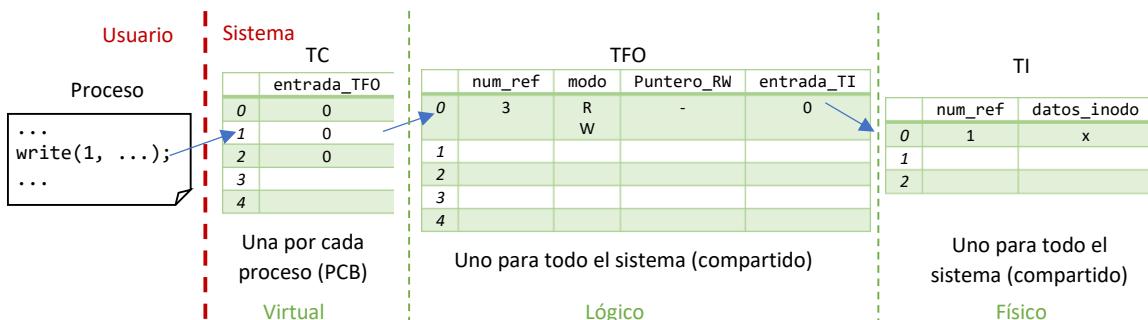 Usuario
Sistema
TC
TFO
TI
Proceso
entrada_TFO
0 0
1 0
2 0
3
4
num_ref modo Puntero_RW entrada_TI
0 3 R - 0
W
1
2
3
4
num_ref datos_inodo
0 1 x
1
2
...
write(1, ...);
...
Una por cada
proceso (PCB)
Uno para todo el sistema (compartido)
Uno para todo el
sistema (compartido)
Virtual
Lógico
Físico